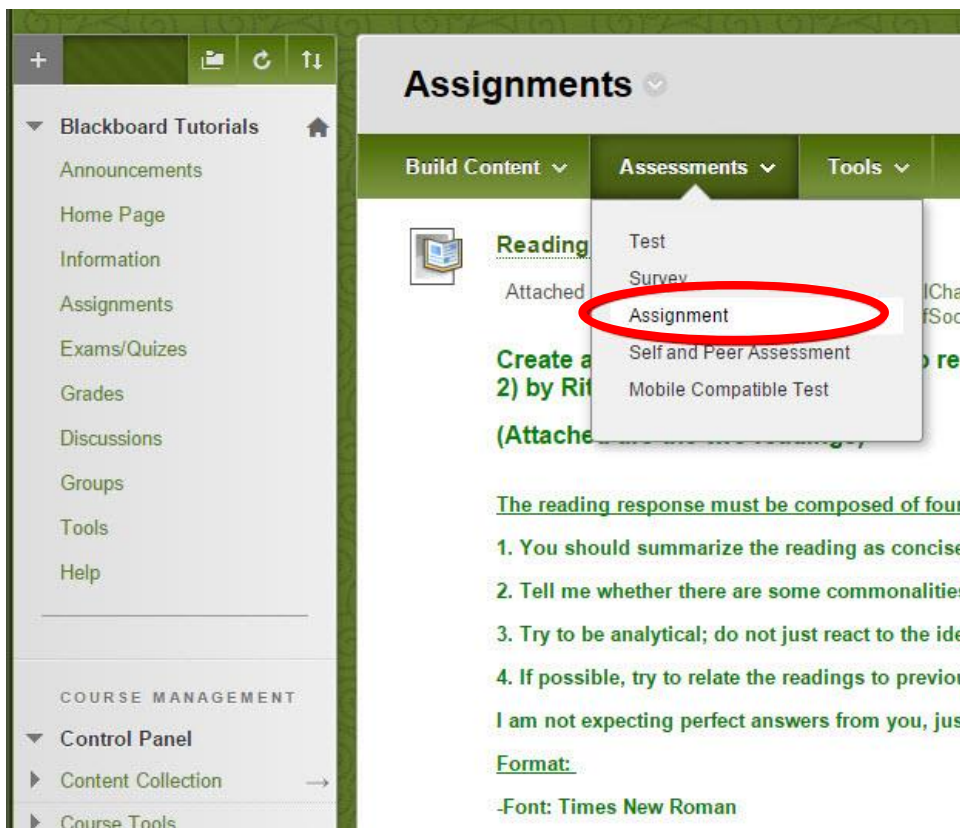 Blackboard Tutorials
Announcements
Home Page
Information
Assignments
Exams/Quizes
Grades
Discussions
Groups
Tools
Help
COURSE MANAGEMENT
Control Panel
Content Collection
Course Tools
Assignments
Build Content
Assessments
Tools
Test
Survey
Assignment
Self and Peer Assessment
Mobile Compatible Test
Reading
Attached
Create a
2) by Rit
(Attached are the two readings)
The reading response must be composed of four
1. You should summarize the reading as concise
2. Tell me whether there are some commonalities
3. Try to be analytical; do not just react to the ide
4. If possible, try to relate the readings to previou
I am not expecting perfect answers from you, jus
Format:
-Font: Times New Roman